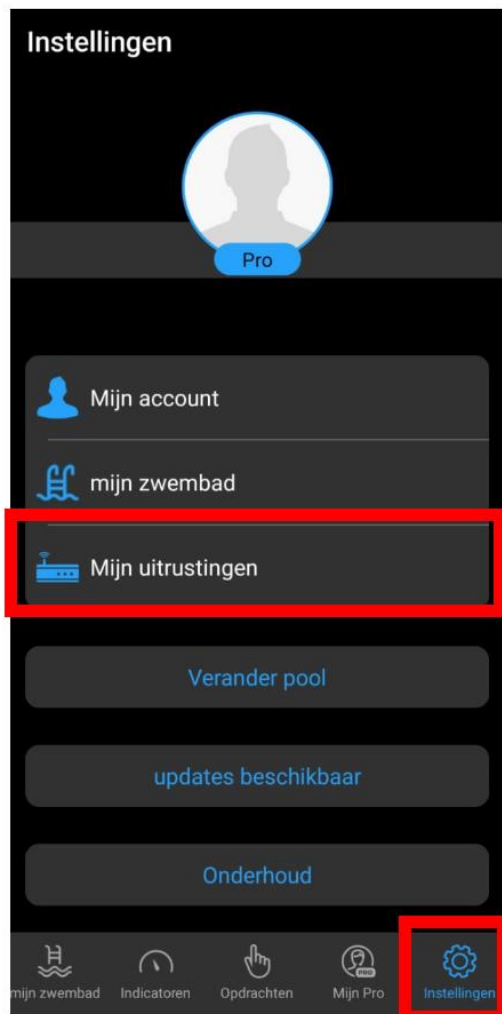 Instellingen
Pro
Mijn account
mijn zwembad
Mijn uitrustingen
Verander pool
updates beschikbaar
Onderhoud
PRO
mijn zwembad Indicatoren Opdrachten Mijn Pro Instellingen